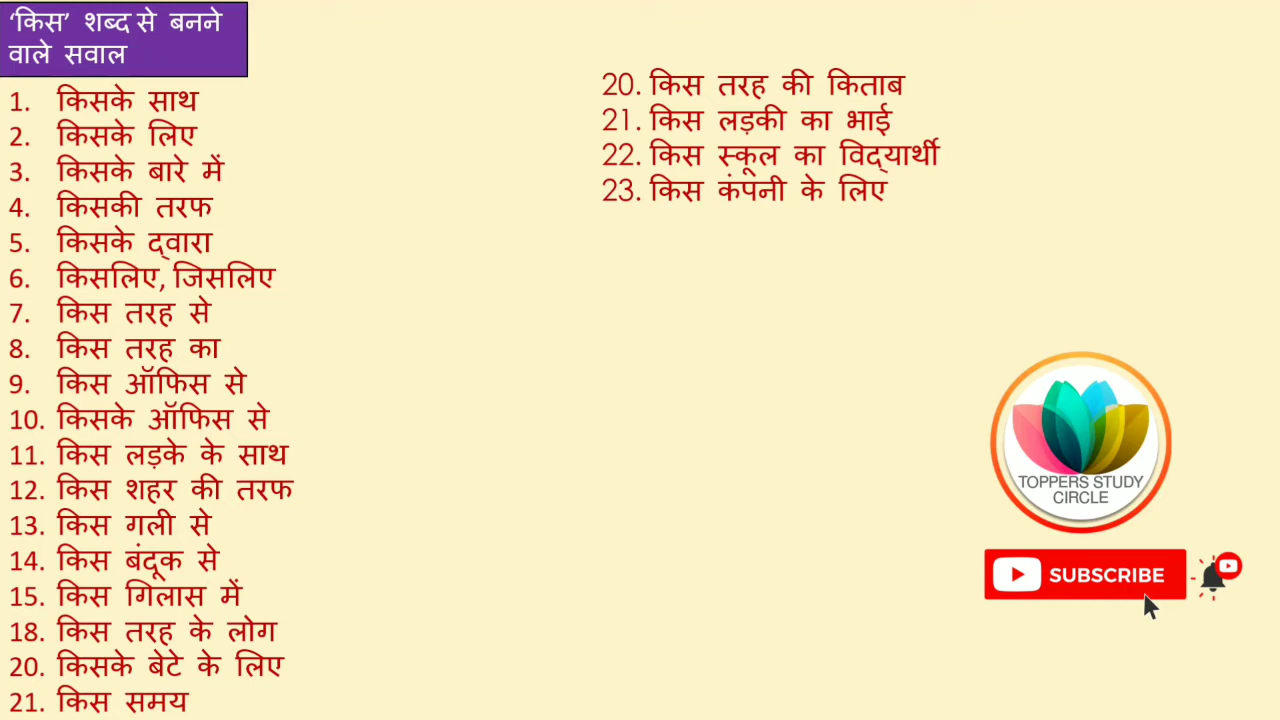 ‘किस’ शब्द से बनने
वाले सवाल
1. किसके साथ
2. किसके लिए
3. किसके बारे में
4. किसकी तरफ
5. किसके द्वारा
6. किसलिए, जिसलिए
7. किस तरह से
8. किस तरह का
9. किस ऑफिस से
10. किसके ऑफिस से
11. किस लड़के के साथ
12. किस शहर की तरफ
13. किस गली से
14. किस बंदूक से
15. किस गिलास में
18. किस तरह के लोग
20. किसके बेटे के लिए
21. किस समय
20. किस तरह की किताब
21. किस लड़की का भाई
22. किस स्कूल का विद्यार्थी
23. किस कंपनी के लिए
TOPPERS STUDY
CIRCLE
SUBSCRIBE